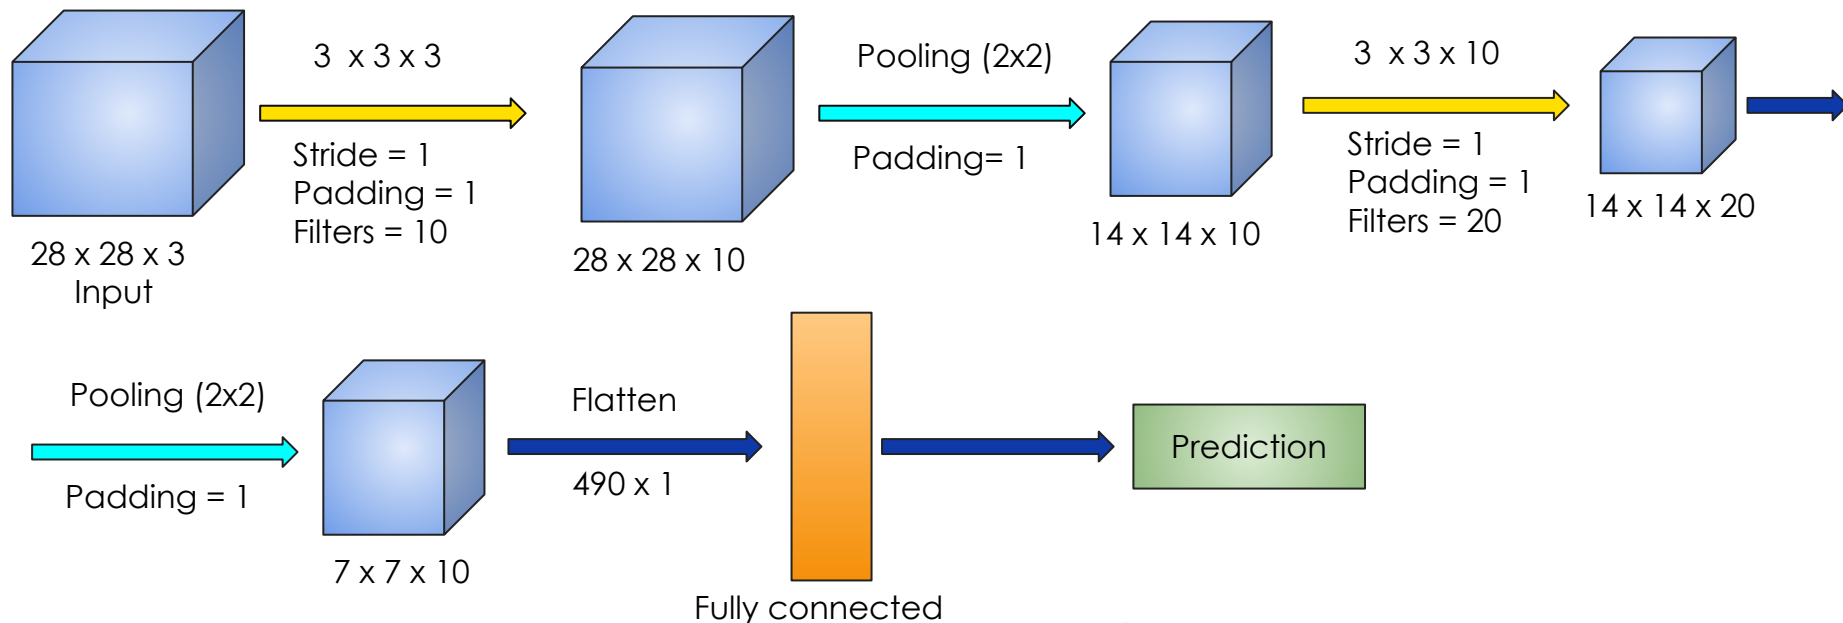 3 x 3 x 3
Stride = 1
Padding = 1
Filters = 10
28 x 28 x 3
Input
28 x 28 x 10
Pooling (2x2)
Padding= 1
14 x 14 x 10
3 x 3 x 10
Stride = 1
Padding = 1
Filters = 20
14 x 14 x 20
Pooling (2x2)
Padding = 1
7 x 7 x 10
Flatten
490 x 1
Fully connected
Prediction